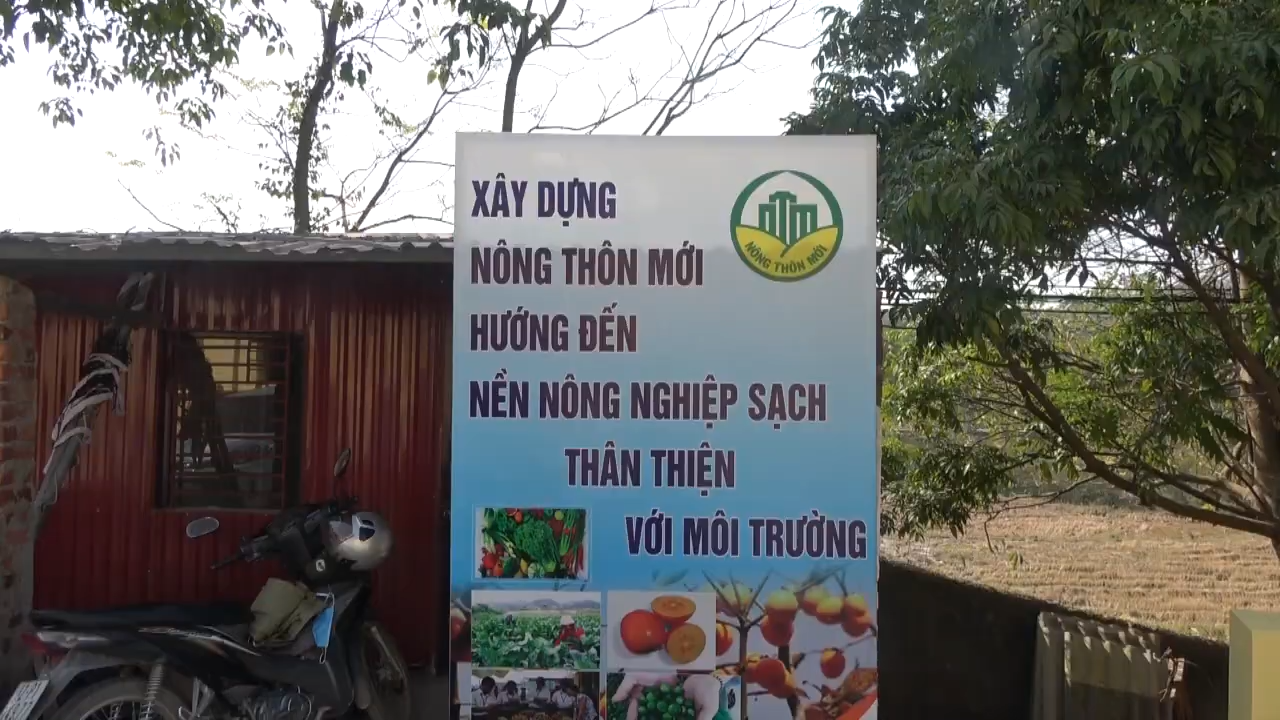 XÂY DỰNG
NÔNG THÔN MỚI
HƯỚNG ĐẾN
NỀN NÔNG NGHIỆP SẠCH
THÂN THIỆN
VỚI MÔI TRƯỜNG
NTM
NÔNG THÔN MỚI